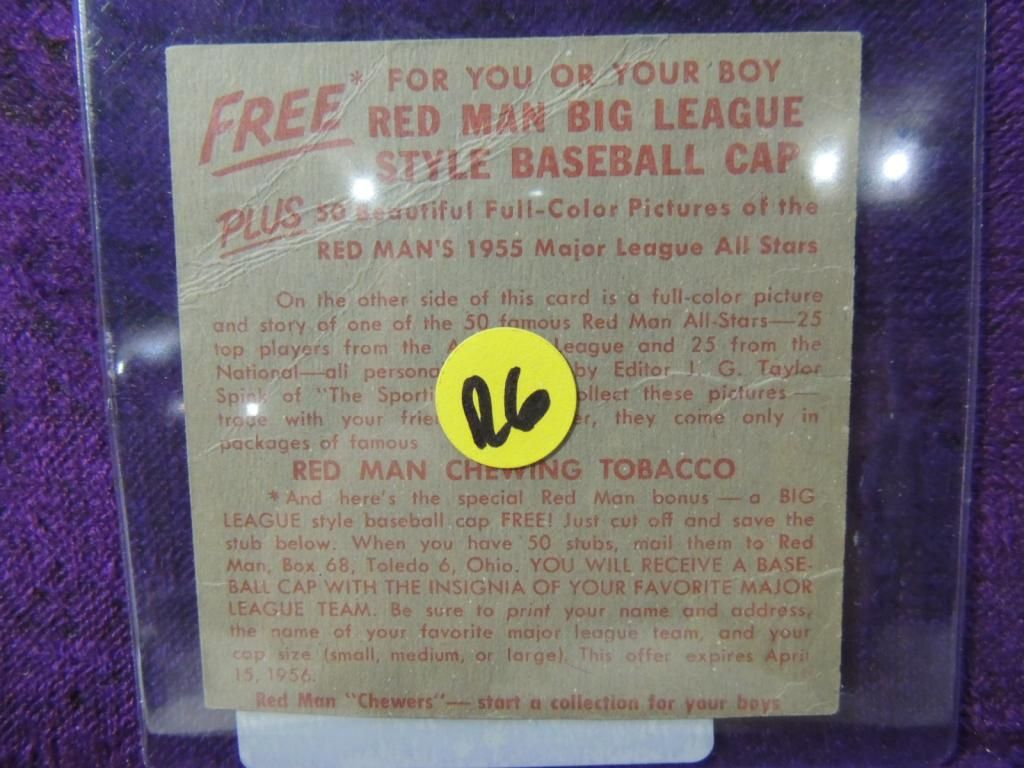 FREE* FOR YOU OR YOUR BOY
RED MAN BIG LEAGUE
STYLE BASEBALL CAP
PLUS 50 Beautiful Full-Color Pictures of the
RED MAN'S 1955 Major League All Stars
On the other side of this card is a full-color picture
and story of one of the 50 famous Red Man All-Stars—25
top players from the League and 25 from the
National—all by Editor J. G. Taylor
Spink of "The these pictures—
trade with your they come only in
packages of famous
RED MAN CHEWING TOBACCO
*And here's the special Red Man bonus — a BIG
LEAGUE style baseball cap FREE! Just cut off and save the
stub below. When you have 50 stubs, mail them to Red
Man, Box 68, Toledo 6, Ohio. YOU WILL RECEIVE A BASE-
BALL CAP WITH THE INSIGNIA OF YOUR FAVORITE MAJOR
LEAGUE TEAM. Be sure to print your name and address,
the name of your favorite major league team, and your
cap size (small, medium, or large). This offer expires April
15, 1956.
Red Man "Chewers"— start a collection for your boys
R6